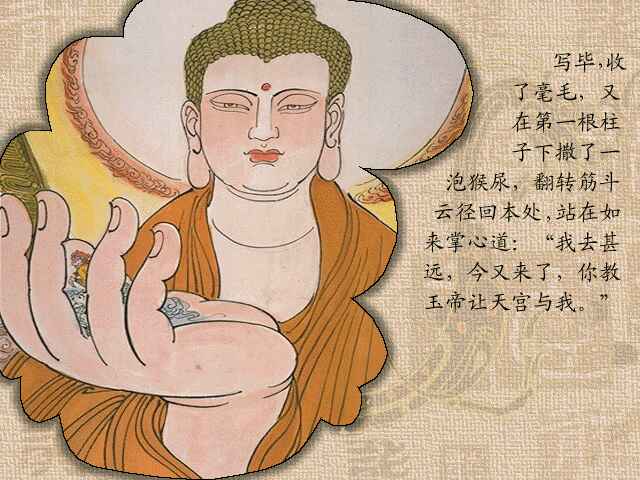 写毕,收
了毫毛，又
在第一根柱
子下撒了一
泡猴尿，翻转筋斗
云径回本处,站在如
来掌心道：“我去甚
远，今又来了，你教
玉帝让天宫与我。”